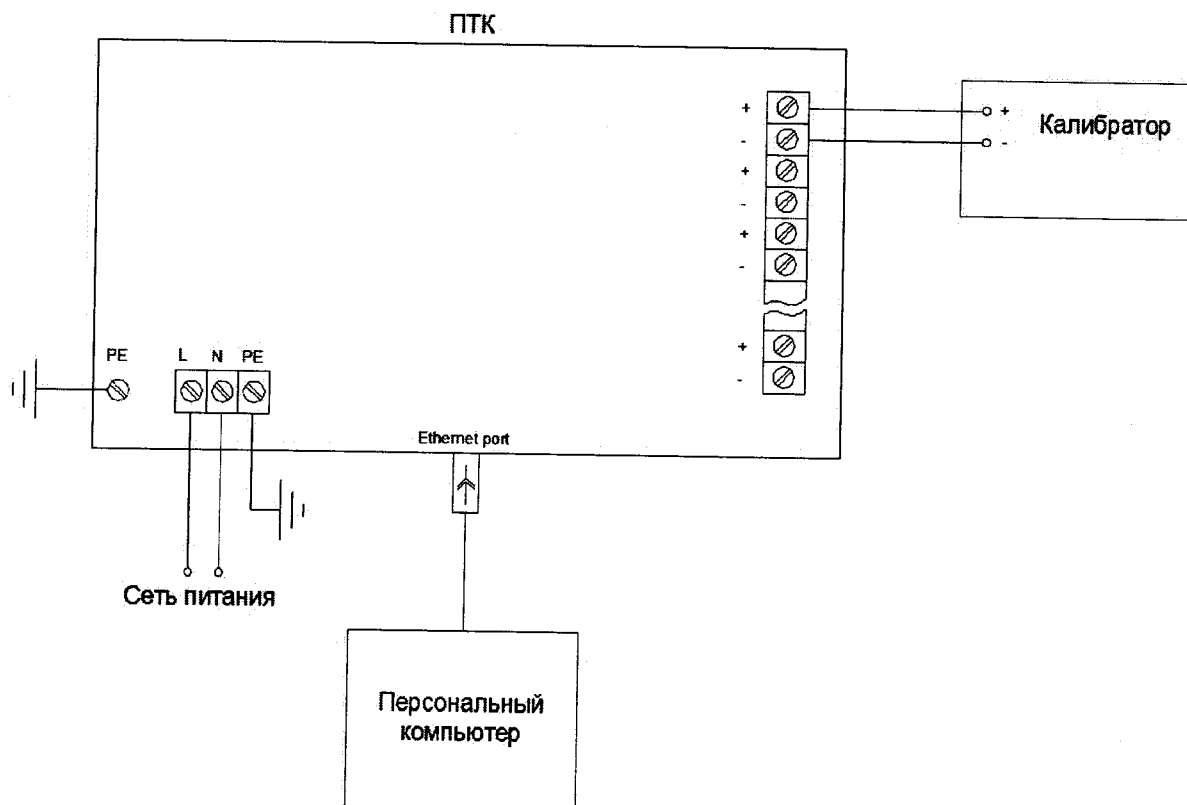 ПТК
+
-
+
-
+
-
+
-
+
-
Калибратор
PE
L N PE
Ethernet port
Сеть питания
Персональный
компьютер